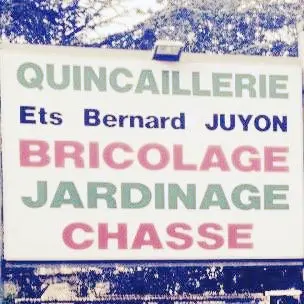 QUINCAILLERIE
Ets Bernard JUYON
BRICOLAGE
JARDINAGE
CHASSE